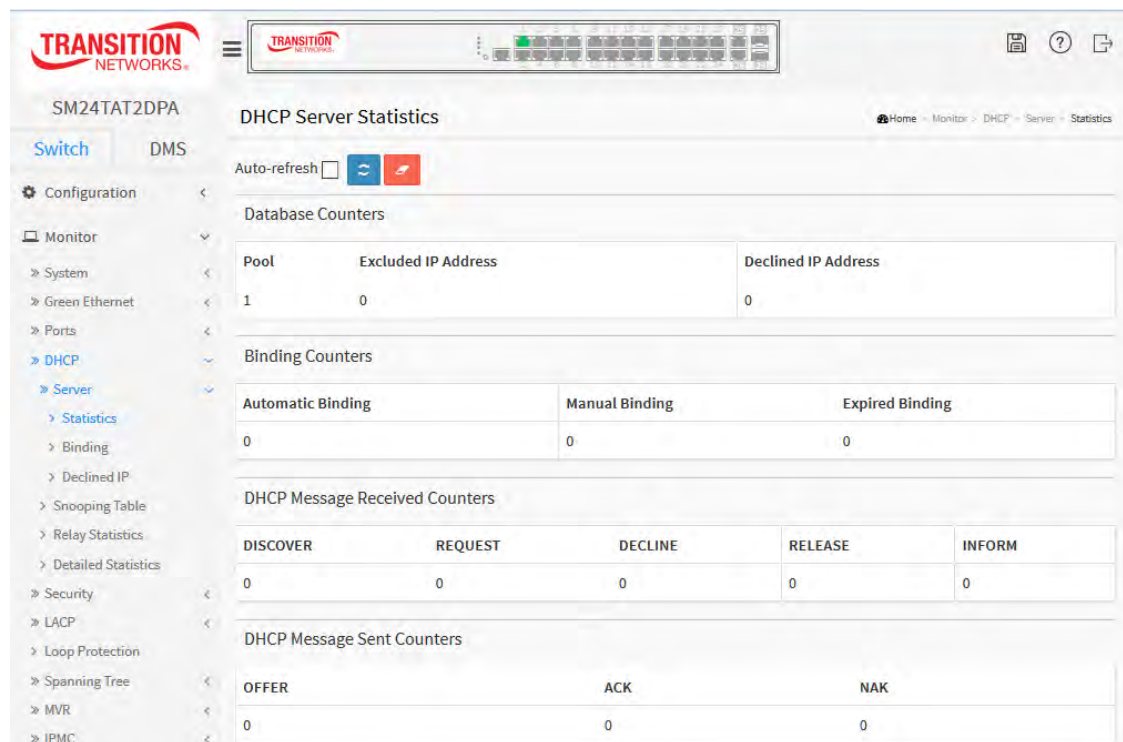 TRANSITION
NETWORKS®
TRANSITION
NETWORKS.
SM24TAT2DPA
Switch DMS
Configuration
Monitor
» System
» Green Ethernet
» Ports
» DHCP
» Server
> Statistics
> Binding
> Declined IP
> Snooping Table
> Relay Statistics
> Detailed Statistics
» Security
» LACP
> Loop Protection
» Spanning Tree
» MVR
» IPMC
DHCP Server Statistics
Home > Monitor > DHCP > Server > Statistics
Auto-refresh
Database Counters
Pool Excluded IP Address Declined IP Address
1 0 0
Binding Counters
Automatic Binding Manual Binding Expired Binding
0 0 0
DHCP Message Received Counters
DISCOVER REQUEST DECLINE RELEASE INFORM
0 0 0 0 0
DHCP Message Sent Counters
OFFER ACK NAK
0 0 0